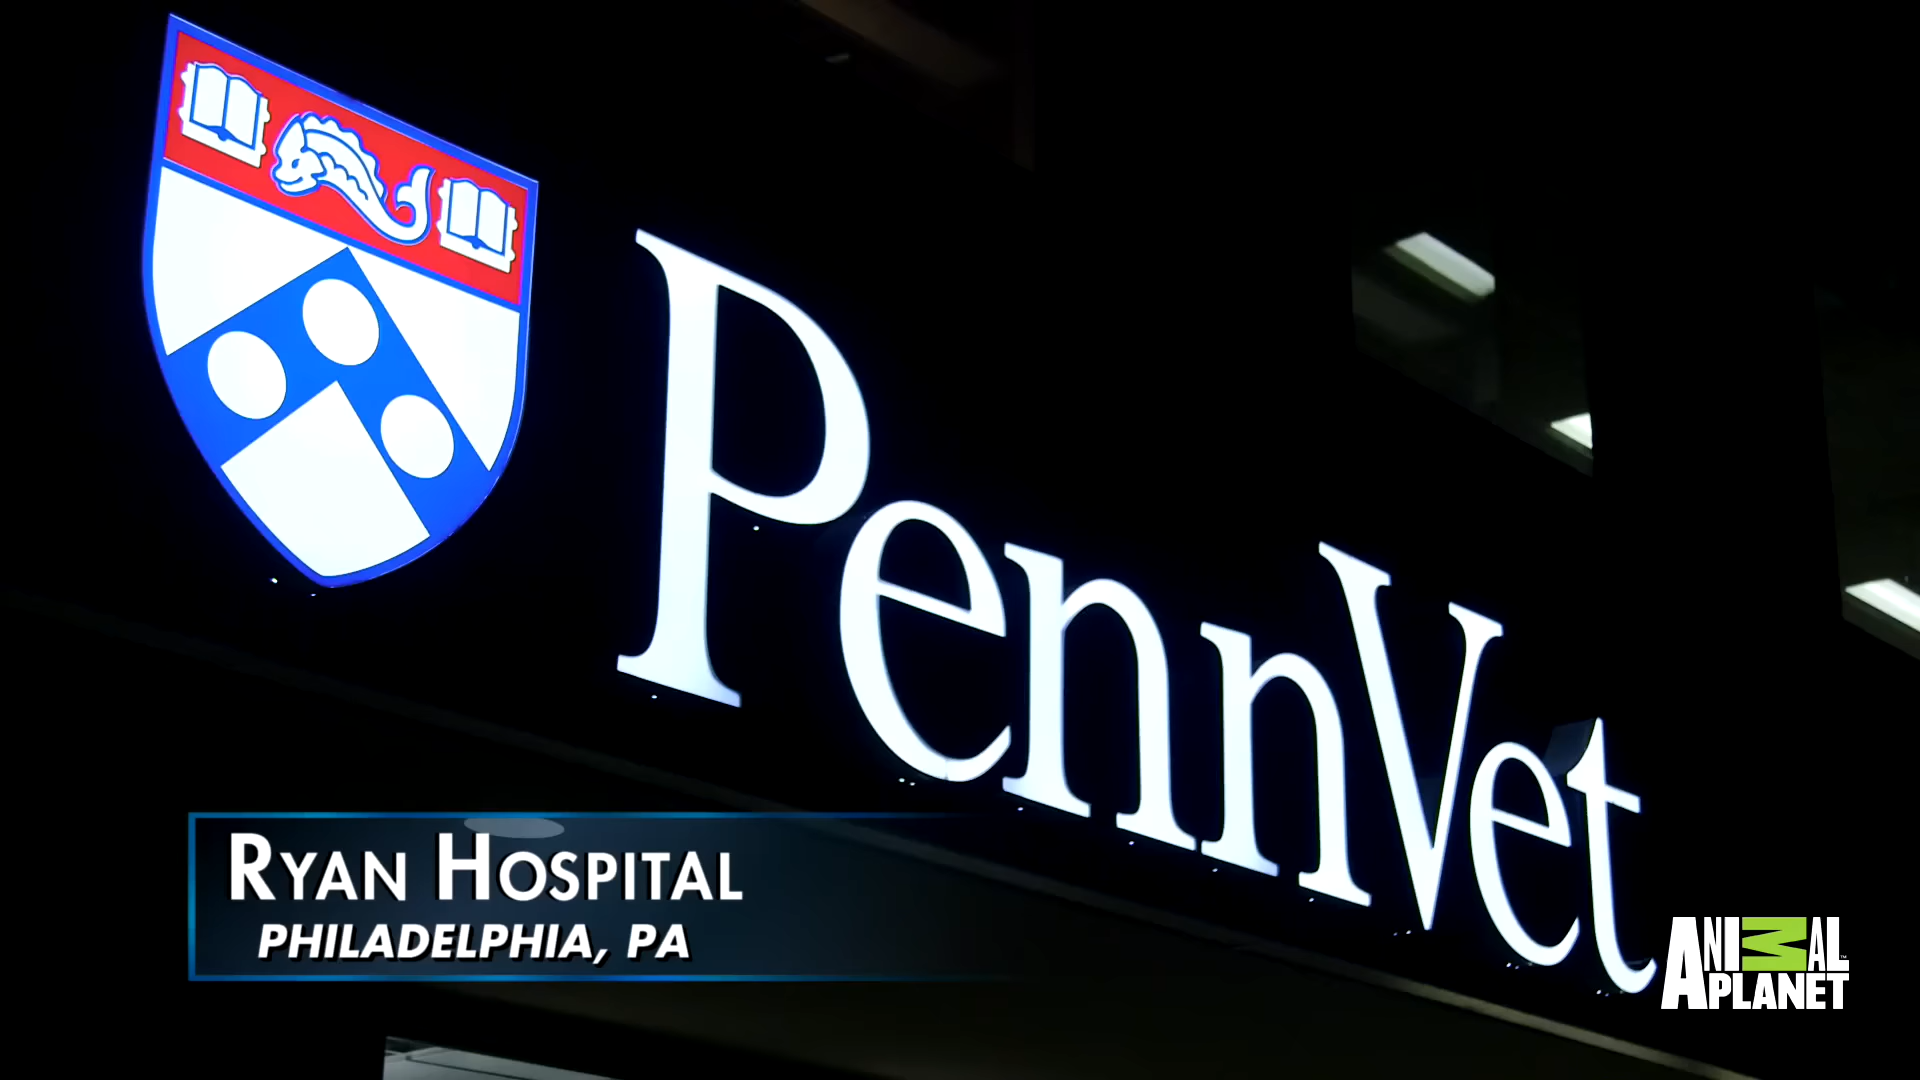 PennVet
Ryan Hospital
PHILADELPHIA, PA
ANIMAL
PLANET